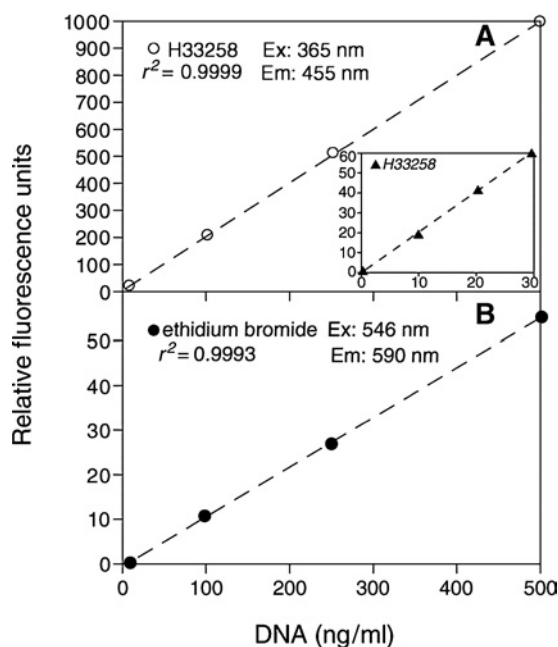 A
○ H33258 Ex: 365 nm
r² = 0.9999 Em: 455 nm
1000
900
800
700
600
500
400
300
200
100
0
▲ H33258
60
50
40
30
20
10
0
0 10 20 30
Relative fluorescence units
B
● ethidium bromide Ex: 546 nm
r² = 0.9993 Em: 590 nm
50
40
30
20
10
0
0 100 200 300 400 500
DNA (ng/ml)